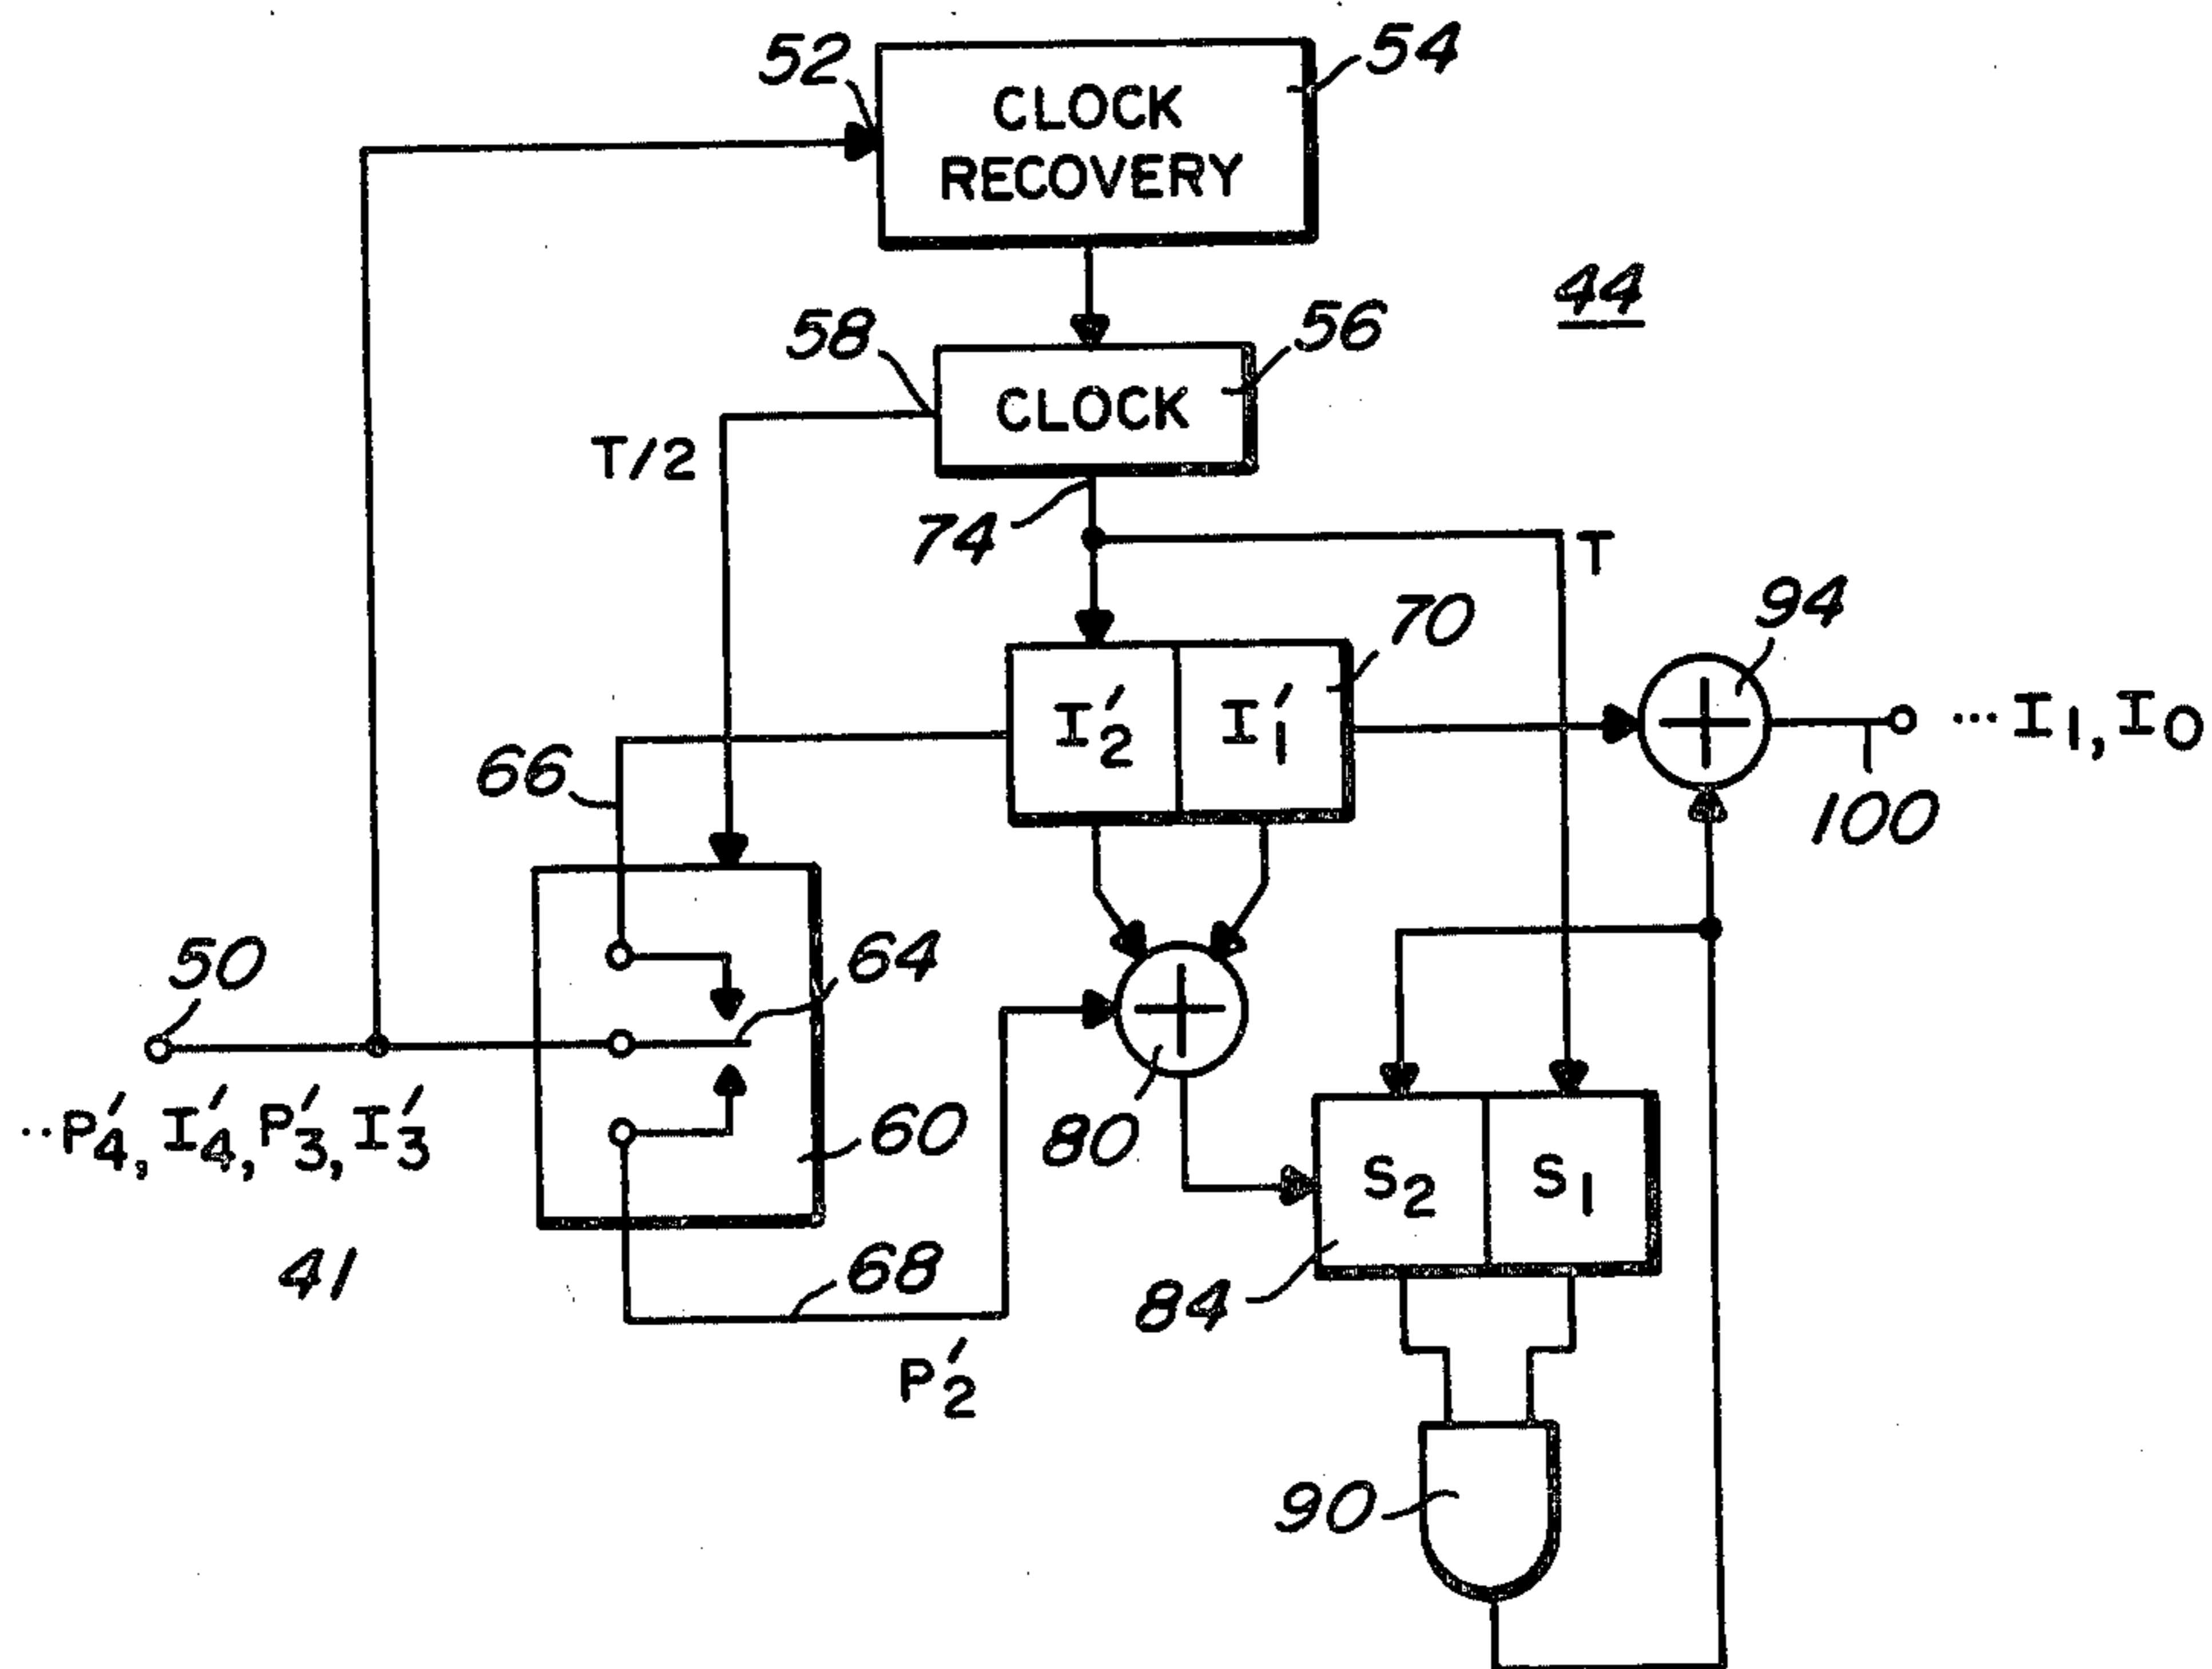 52
54
CLOCK
RECOVERY
44
58
56
CLOCK
T/2
74
T
70
94
I'2 I'1
··· I1, I0
66
100
50
64
··P'4, I'4, P'3, I'3
60
80
S2 S1
41
68
84
P'2
90